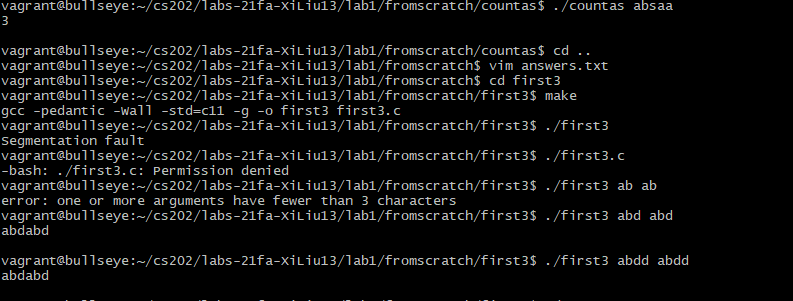 vagrant@bullseye:~/cs202/labs-21fa-XiLiu13/lab1/fromscratch/countas$ ./countas absaa
3
vagrant@bullseye:~/cs202/labs-21fa-XiLiu13/lab1/fromscratch/countas$ cd ..
vagrant@bullseye:~/cs202/labs-21fa-XiLiu13/lab1/fromscratch$ vim answers.txt
vagrant@bullseye:~/cs202/labs-21fa-XiLiu13/lab1/fromscratch$ cd first3
vagrant@bullseye:~/cs202/labs-21fa-XiLiu13/lab1/fromscratch/first3$ make
gcc -pedantic -Wall -std=c11 -g -o first3 first3.c
vagrant@bullseye:~/cs202/labs-21fa-XiLiu13/lab1/fromscratch/first3$ ./first3
Segmentation fault
vagrant@bullseye:~/cs202/labs-21fa-XiLiu13/lab1/fromscratch/first3$ ./first3.c
-bash: ./first3.c: Permission denied
vagrant@bullseye:~/cs202/labs-21fa-XiLiu13/lab1/fromscratch/first3$ ./first3 ab ab
error: one or more arguments have fewer than 3 characters
vagrant@bullseye:~/cs202/labs-21fa-XiLiu13/lab1/fromscratch/first3$ ./first3 abd abd
abdabd
vagrant@bullseye:~/cs202/labs-21fa-XiLiu13/lab1/fromscratch/first3$ ./first3 abdd abdd
abdabd